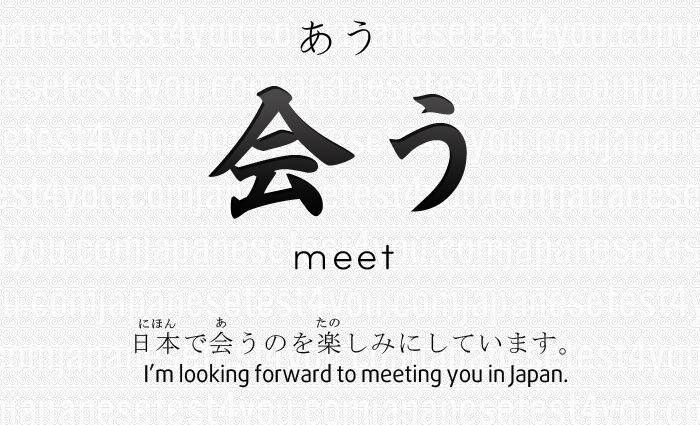 あう
会う
meet
にほん あ たの
日本で会うのを楽しみにしています。
I'm looking forward to meeting you in Japan.